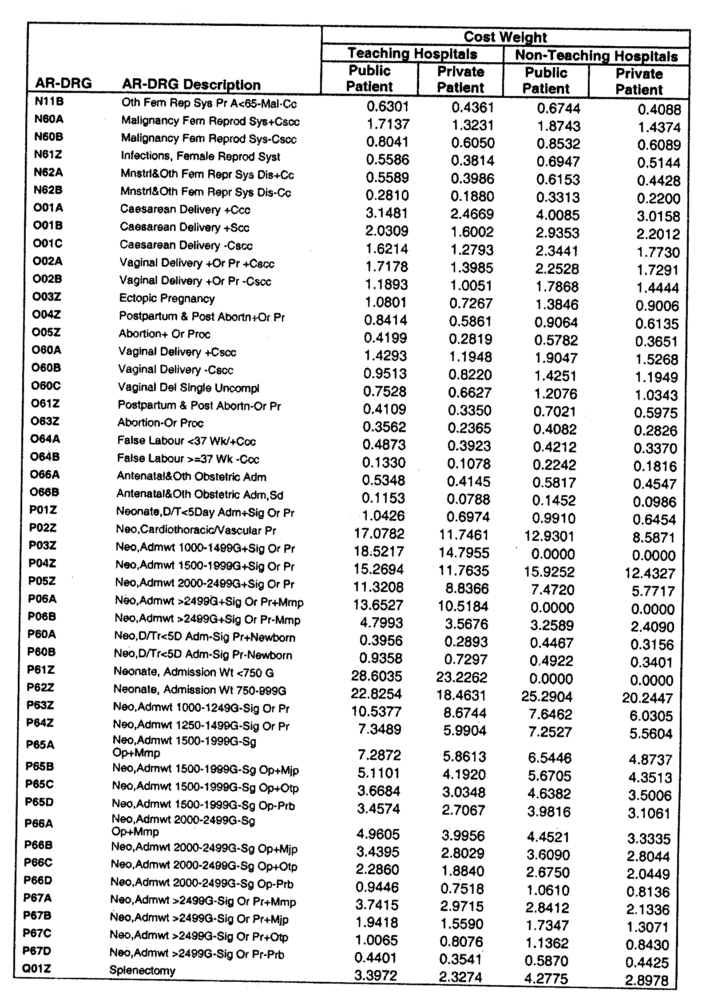 Cost Weight
Teaching Hospitals Non-Teaching Hospitals
Public Private Public Private
AR-DRG AR-DRG Description Patient Patient Patient Patient
N11B Oth Fem Rep Sys Pr A<65-Mal-Cc 0.6301 0.4361 0.6744 0.4088
N60A Malignancy Fem Reprod Sys+Cscc 1.7137 1.3231 1.8743 1.4374
N60B Malignancy Fem Reprod Sys-Cscc 0.8041 0.6050 0.8532 0.6089
N61Z Infections, Female Reprod Syst 0.5586 0.3814 0.6947 0.5144
N62A Mnstrl&Oth Fem Repr Sys Dis+Cc 0.5589 0.3986 0.6153 0.4428
N62B Mnstrl&Oth Fem Repr Sys Dis-Cc 0.2810 0.1880 0.3313 0.2200
O01A Caesarean Delivery +Ccc 3.1481 2.4669 4.0085 3.0158
O01B Caesarean Delivery +Scc 2.0309 1.6002 2.9353 2.2012
O01C Caesarean Delivery -Cscc 1.6214 1.2793 2.3441 1.7730
O02A Vaginal Delivery +Or Pr +Cscc 1.7178 1.3985 2.2528 1.7291
O02B Vaginal Delivery +Or Pr -Cscc 1.1893 1.0051 1.7868 1.4444
O03Z Ectopic Pregnancy 1.0801 0.7267 1.3846 0.9006
O04Z Postpartum & Post Abortn+Or Pr 0.8414 0.5861 0.9064 0.6135
O05Z Abortion+ Or Proc 0.4199 0.2819 0.5782 0.3651
O60A Vaginal Delivery +Cscc 1.4293 1.1948 1.9047 1.5268
O60B Vaginal Delivery -Cscc 0.9513 0.8220 1.4251 1.1949
O60C Vaginal Del Single Uncompl 0.7528 0.6627 1.2076 1.0343
O61Z Postpartum & Post Abortn-Or Pr 0.4109 0.3350 0.7021 0.5975
O63Z Abortion-Or Proc 0.3562 0.2365 0.4082 0.2826
O64A False Labour <37 Wk/+Ccc 0.4873 0.3923 0.4212 0.3370
O64B False Labour >=37 Wk -Ccc 0.1330 0.1078 0.2242 0.1816
O66A Antenatal&Oth Obstetric Adm 0.5348 0.4145 0.5817 0.4547
O66B Antenatal&Oth Obstetric Adm,Sd 0.1153 0.0788 0.1452 0.0986
P01Z Neonate,D/T<5Day Adm+Sig Or Pr 1.0426 0.6974 0.9910 0.6454
P02Z Neo,Cardiothoracic/Vascular Pr 17.0782 11.7461 12.9301 8.5871
P03Z Neo,Admwt 1000-1499G+Sig Or Pr 18.5217 14.7955 0.0000 0.0000
P04Z Neo,Admwt 1500-1999G+Sig Or Pr 15.2694 11.7635 15.9252 12.4327
P05Z Neo,Admwt 2000-2499G+Sig Or Pr 11.3208 8.8366 7.4720 5.7717
P06A Neo,Admwt >2499G+Sig Or Pr+Mmp 13.6527 10.5184 0.0000 0.0000
P06B Neo,Admwt >2499G+Sig Or Pr-Mmp 4.7993 3.5676 3.2589 2.4090
P60A Neo,D/Tr<5D Adm-Sig Pr+Newborn 0.3956 0.2893 0.4467 0.3156
P60B Neo,D/Tr<5D Adm-Sig Pr-Newborn 0.9358 0.7297 0.4922 0.3401
P61Z Neonate, Admission Wt <750 G 28.6035 23.2262 0.0000 0.0000
P62Z Neonate, Admission Wt 750-999G 22.8254 18.4631 25.2904 20.2447
P63Z Neo,Admwt 1000-1249G-Sig Or Pr 10.5377 8.6744 7.6462 6.0305
P64Z Neo,Admwt 1250-1499G-Sig Or Pr 7.3489 5.9904 7.2527 5.5604
P65A Neo,Admwt 1500-1999G-Sg
Op+Mmp 7.2872 5.8613 6.5446 4.8737
P65B Neo,Admwt 1500-1999G-Sg Op+Mjp 5.1101 4.1920 5.6705 4.3513
P65C Neo,Admwt 1500-1999G-Sg Op+Otp 3.6684 3.0348 4.6382 3.5006
P65D Neo,Admwt 1500-1999G-Sg Op-Prb 3.4574 2.7067 3.9816 3.1061
P66A Neo,Admwt 2000-2499G-Sg
Op+Mmp 4.9605 3.9956 4.4521 3.3335
P66B Neo,Admwt 2000-2499G-Sg Op+Mjp 3.4395 2.8029 3.6090 2.8044
P66C Neo,Admwt 2000-2499G-Sg Op+Otp 2.2860 1.8840 2.6750 2.0449
P66D Neo,Admwt 2000-2499G-Sg Op-Prb 0.9446 0.7518 1.0610 0.8136
P67A Neo,Admwt >2499G-Sig Or Pr+Mmp 3.7415 2.9715 2.8412 2.1336
P67B Neo,Admwt >2499G-Sig Or Pr+Mjp 1.9418 1.5590 1.7347 1.3071
P67C Neo,Admwt >2499G-Sig Or Pr+Otp 1.0065 0.8076 1.1362 0.8430
P67D Neo,Admwt >2499G-Sig Or Pr-Prb 0.4401 0.3541 0.5870 0.4425
Q01Z Splenectomy 3.3972 2.3274 4.2775 2.8978